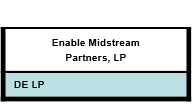 Enable Midstream
Partners, LP
DE LP